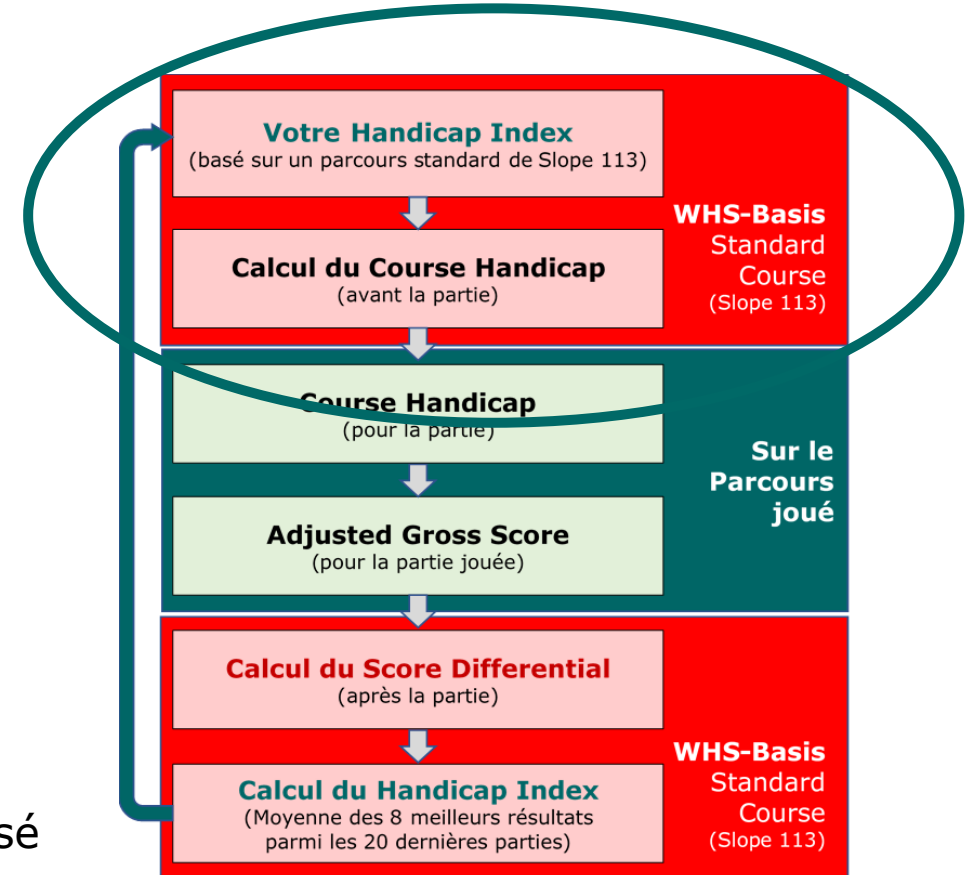 Votre Handicap Index
(basé sur un parcours standard de Slope 113)
Calcul du Course Handicap
(avant la partie)
WHS-Basis
Standard
Course
(Slope 113)
Course Handicap
(pour la partie)
Adjusted Gross Score
(pour la partie jouée)
Sur le
Parcours
joué
Calcul du Score Differential
(après la partie)
Calcul du Handicap Index
(Moyenne des 8 meilleurs résultats
parmi les 20 dernières parties)
WHS-Basis
Standard
Course
(Slope 113)
sé